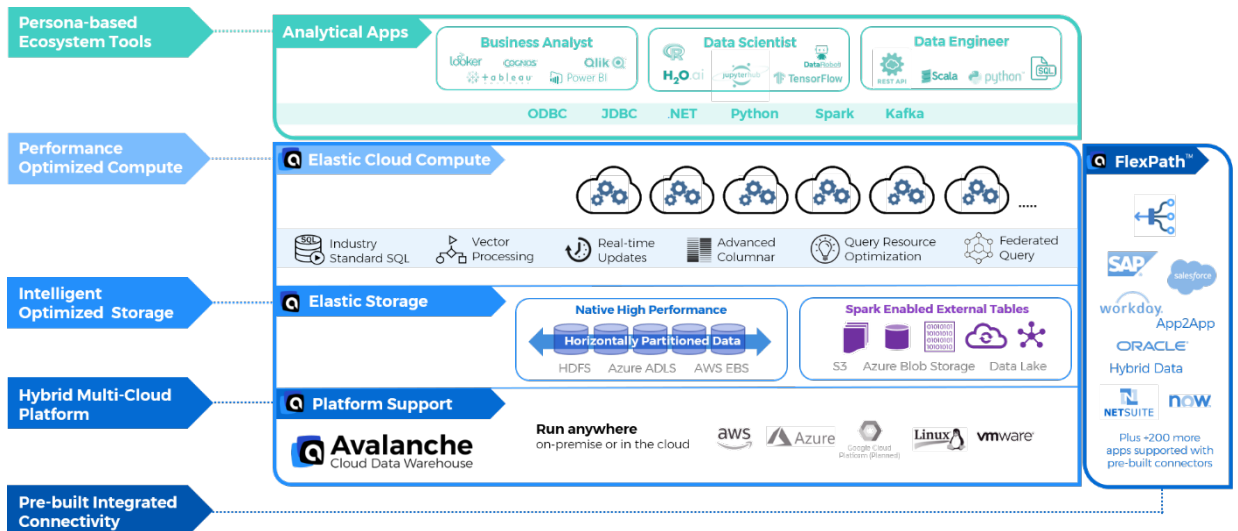 Persona-based
Ecosystem Tools
Analytical Apps
Business Analyst
looker COGNOS Qlik
+ableau Power BI
Data Scientist
R
DataRobot
H2O.ai jupyterhub TensorFlow
Data Engineer
REST API Scala python SQL
ODBC JDBC .NET Python Spark Kafka
Performance
Optimized Compute
Elastic Cloud Compute
.....
SQL
Industry
Standard SQL
Vector
Processing
Real-time
Updates
Advanced
Columnar
Query Resource
Optimization
Federated
Query
FlexPath™
SAP
salesforce
workday.
App2App
ORACLE
Hybrid Data
N
NETSUITE
now.
Plus +200 more
apps supported with
pre-built connectors
Intelligent
Optimized Storage
Elastic Storage
Native High Performance
Horizontally Partitioned Data
HDFS Azure ADLS AWS EBS
Spark Enabled External Tables
01010101
10101010
01010101
10101010
S3 Azure Blob Storage Data Lake
Hybrid Multi-Cloud
Platform
Platform Support
Avalanche
Cloud Data Warehouse
Run anywhere
on-premise or in the cloud
aws
Azure
Google Cloud
Platform (Planned)
Linux
vmware
Pre-built Integrated
Connectivity